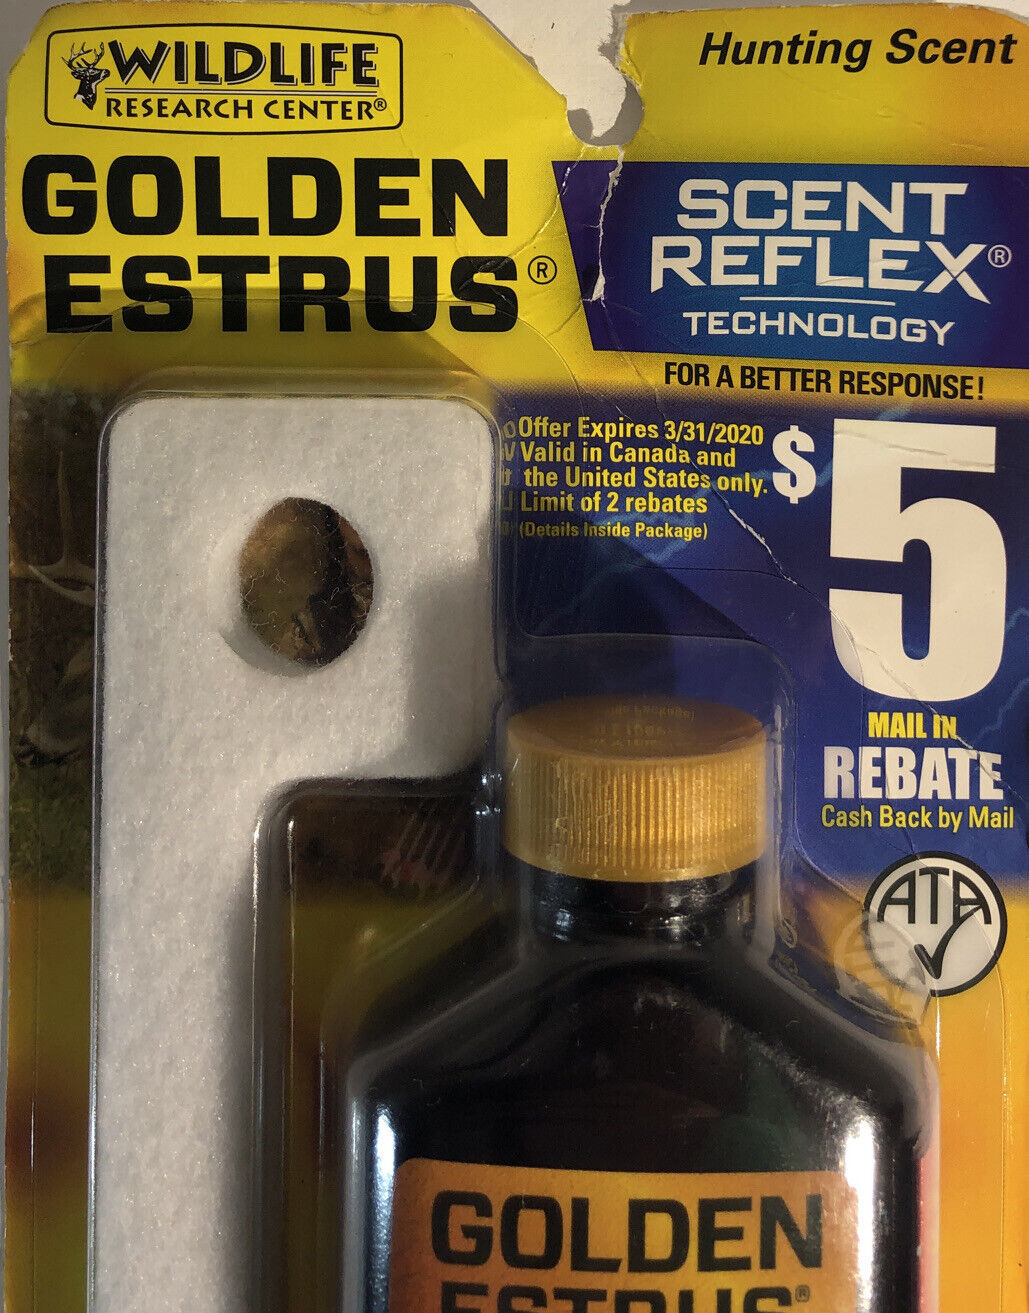 WILDLIFE
RESEARCH CENTER®
Hunting Scent
GOLDEN
ESTRUS®
SCENT
REFLEX®
TECHNOLOGY
FOR A BETTER RESPONSE!
Offer Expires 3/31/2020
Valid in Canada and
the United States only.
Limit of 2 rebates
(Details Inside Package)
$5
MAIL IN
REBATE
Cash Back by Mail
ATA
GOLDEN
ESTRUS®